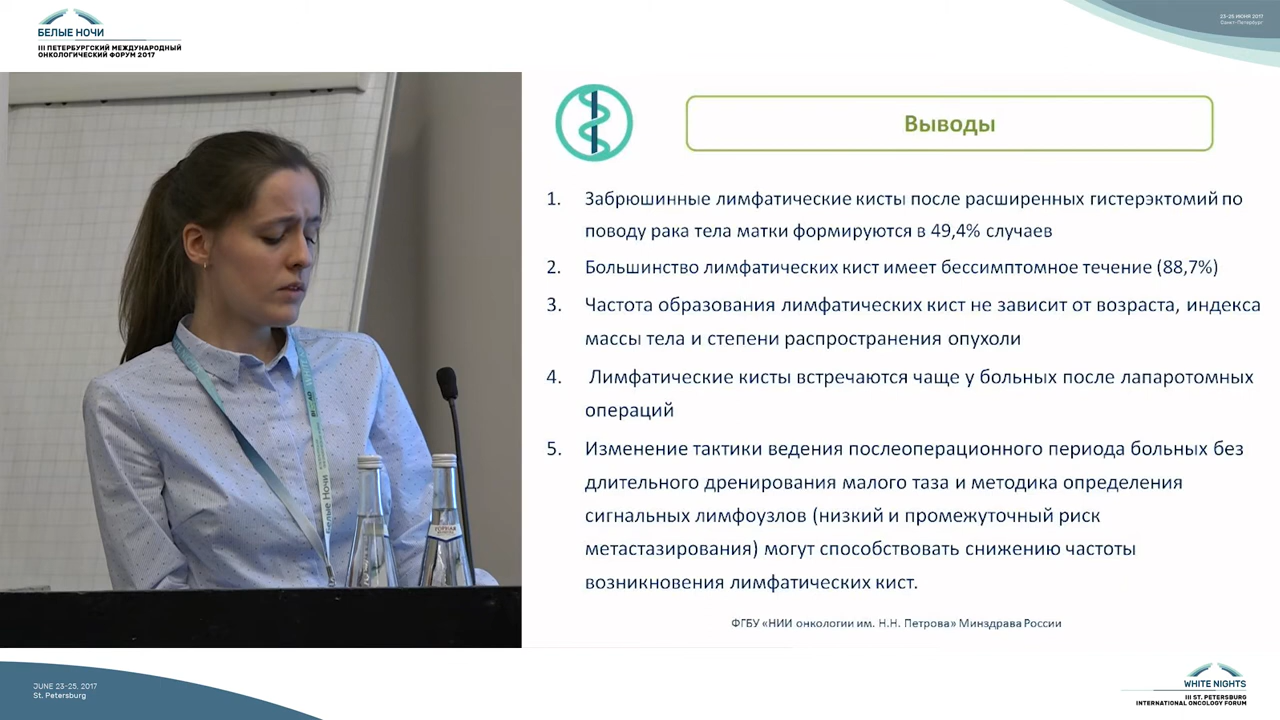 БЕЛЫЕ НОЧИ
III ПЕТЕРБУРГСКИЙ МЕЖДУНАРОДНЫЙ
ОНКОЛОГИЧЕСКИЙ ФОРУМ 2017
23-25 ИЮНЯ 2017
Санкт-Петербург
Выводы
1. Забрюшинные лимфатические кисты после расширенных гистерэктомий по
поводу рака тела матки формируются в 49,4% случаев
2. Большинство лимфатических кист имеет бессимптомное течение (88,7%)
3. Частота образования лимфатических кист не зависит от возраста, индекса
массы тела и степени распространения опухоли
4. Лимфатические кисты встречаются чаще у больных после лапаротомных
операций
5. Изменение тактики ведения послеоперационного периода больных без
длительного дренирования малого таза и методика определения
сигнальных лимфоузлов (низкий и промежуточный риск
метастазирования) могут способствовать снижению частоты
возникновения лимфатических кист.
ФГБУ «НИИ онкологии им. Н.Н. Петрова» Минздрава России
Белые Ночи
JUNE 23-25, 2017
St. Petersburg
WHITE NIGHTS
III ST. PETERSBURG
INTERNATIONAL ONCOLOGY FORUM